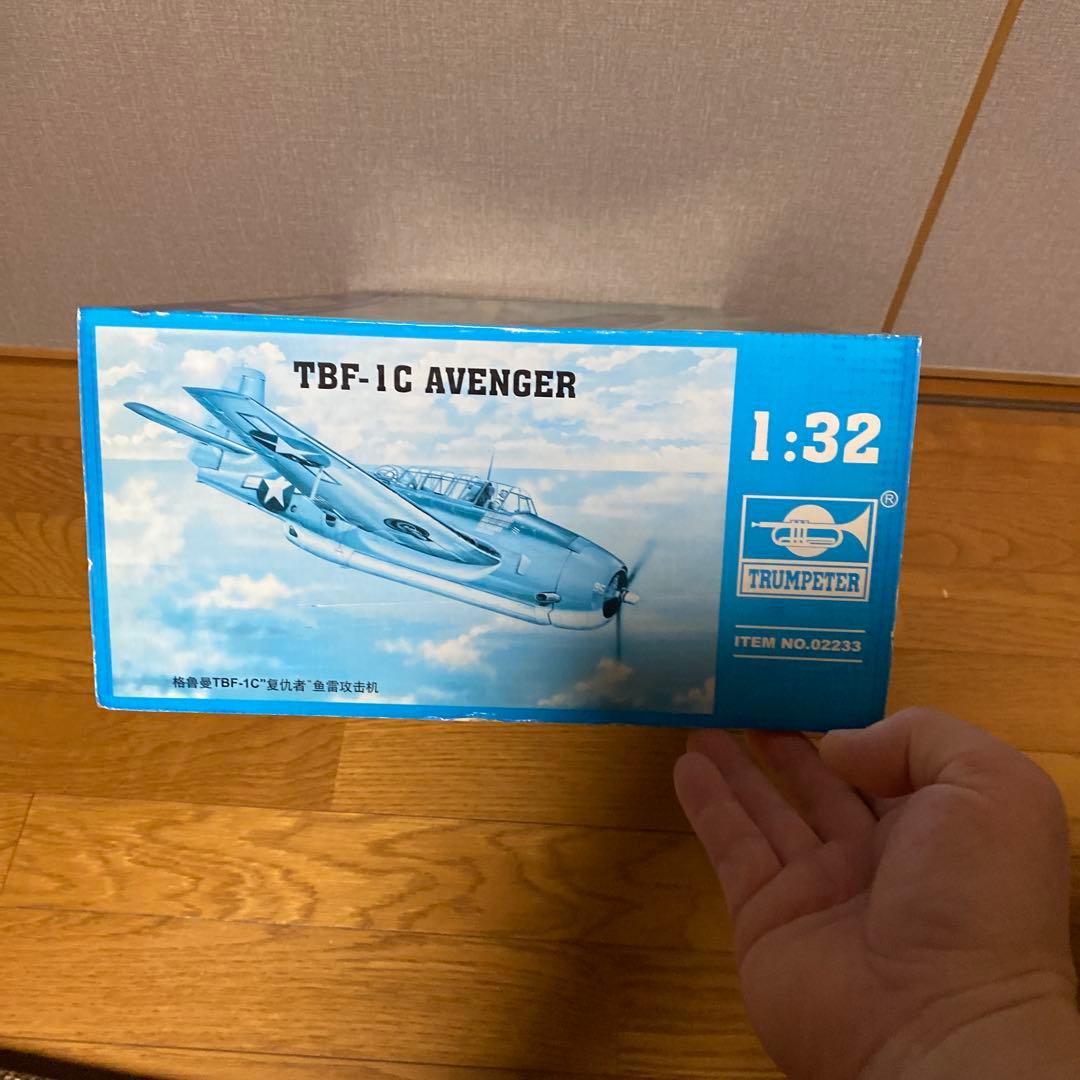 TBF-1C AVENGER
1:32
®
TRUMPETER
ITEM NO.02233
格鲁曼TBF-1C"复仇者"鱼雷攻击机